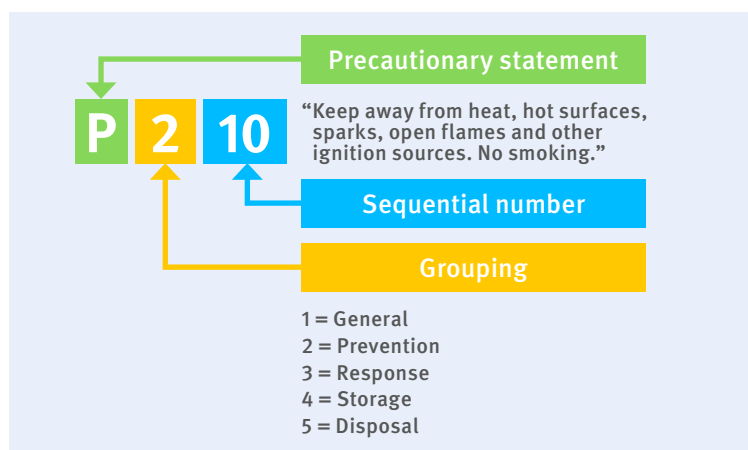 Precautionary statement
P 2 10
“Keep away from heat, hot surfaces,
sparks, open flames and other
ignition sources. No smoking.”
Sequential number
Grouping
1 = General
2 = Prevention
3 = Response
4 = Storage
5 = Disposal